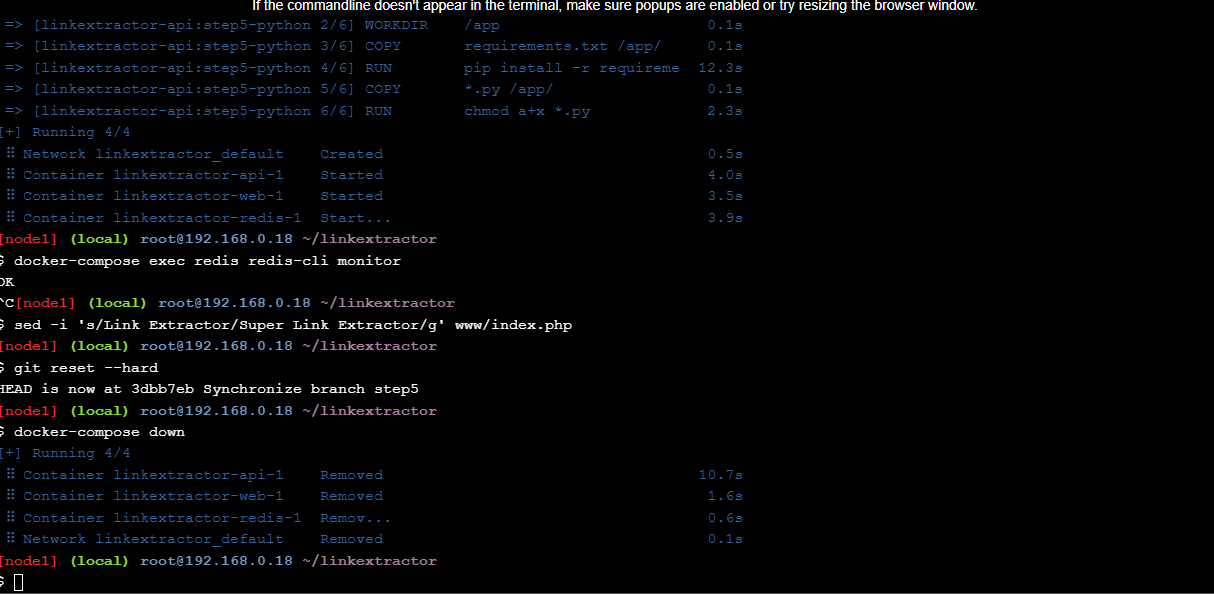 If the commandline doesn't appear in the terminal, make sure popups are enabled or try resizing the browser window.
=> [linkextractor-api:step5-python 2/6] WORKDIR /app 0.1s
=> [linkextractor-api:step5-python 3/6] COPY requirements.txt /app/ 0.1s
=> [linkextractor-api:step5-python 4/6] RUN pip install -r requireme 12.3s
=> [linkextractor-api:step5-python 5/6] COPY *.py /app/ 0.1s
=> [linkextractor-api:step5-python 6/6] RUN chmod a+x *.py 2.3s
[+] Running 4/4
⠿ Network linkextractor_default Created 0.5s
⠿ Container linkextractor-api-1 Started 4.0s
⠿ Container linkextractor-web-1 Started 3.5s
⠿ Container linkextractor-redis-1 Start... 3.9s
[node1] (local) root@192.168.0.18 ~/linkextractor
$ docker-compose exec redis redis-cli monitor
OK
^C[node1] (local) root@192.168.0.18 ~/linkextractor
$ sed -i 's/Link Extractor/Super Link Extractor/g' www/index.php
[node1] (local) root@192.168.0.18 ~/linkextractor
$ git reset --hard
HEAD is now at 3dbb7eb Synchronize branch step5
[node1] (local) root@192.168.0.18 ~/linkextractor
$ docker-compose down
[+] Running 4/4
⠿ Container linkextractor-api-1 Removed 10.7s
⠿ Container linkextractor-web-1 Removed 1.6s
⠿ Container linkextractor-redis-1 Remov... 0.6s
⠿ Network linkextractor_default Removed 0.1s
[node1] (local) root@192.168.0.18 ~/linkextractor
$